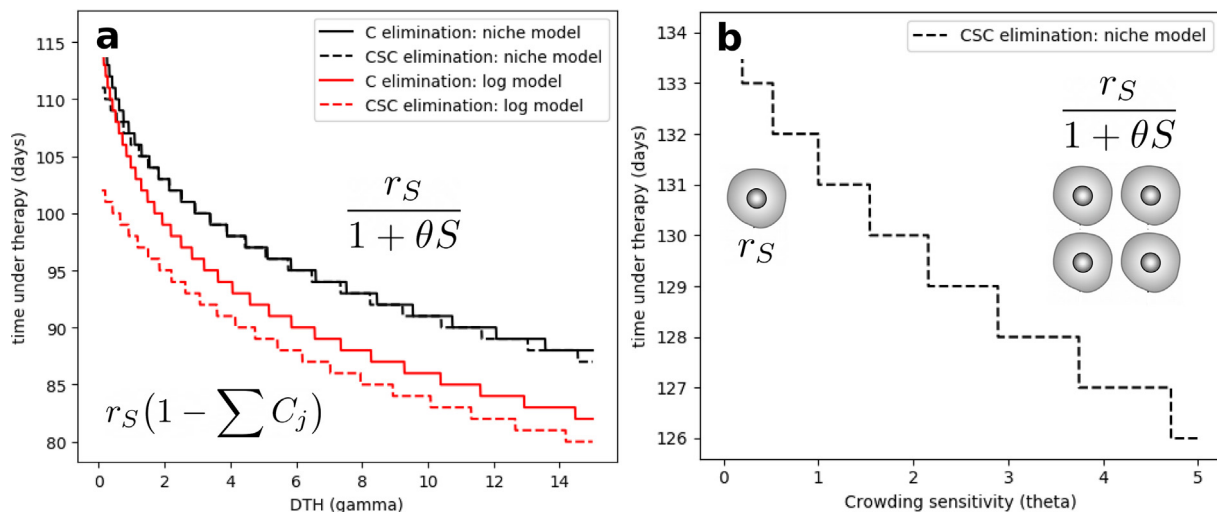 a
C elimination: niche model
CSC elimination: niche model
C elimination: log model
CSC elimination: log model
115
110
105
100
95
90
85
80
time under therapy (days)
r_S
1 + θS
r_S(1 − ∑ C_j)
0 2 4 6 8 10 12 14
DTH (gamma)
b
CSC elimination: niche model
134
133
132
131
130
129
128
127
126
time under therapy (days)
r_S
r_S
1 + θS
0 1 2 3 4 5
Crowding sensitivity (theta)